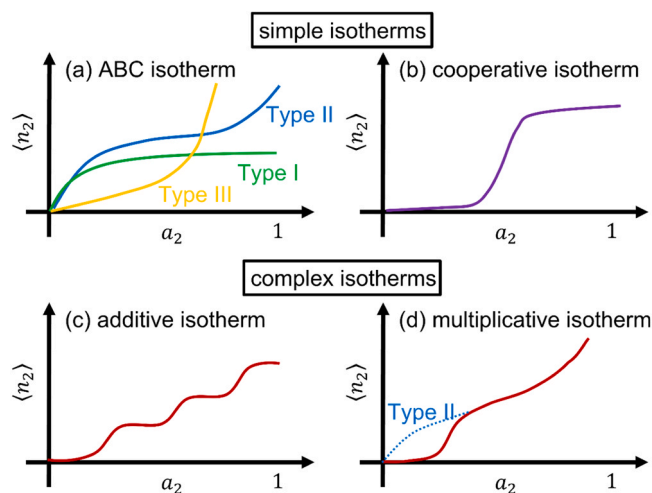 simple isotherms
(a) ABC isotherm
⟨n₂⟩
Type II
Type I
Type III
a₂
1
(b) cooperative isotherm
⟨n₂⟩
a₂
1
complex isotherms
(c) additive isotherm
⟨n₂⟩
a₂
1
(d) multiplicative isotherm
⟨n₂⟩
Type II
a₂
1